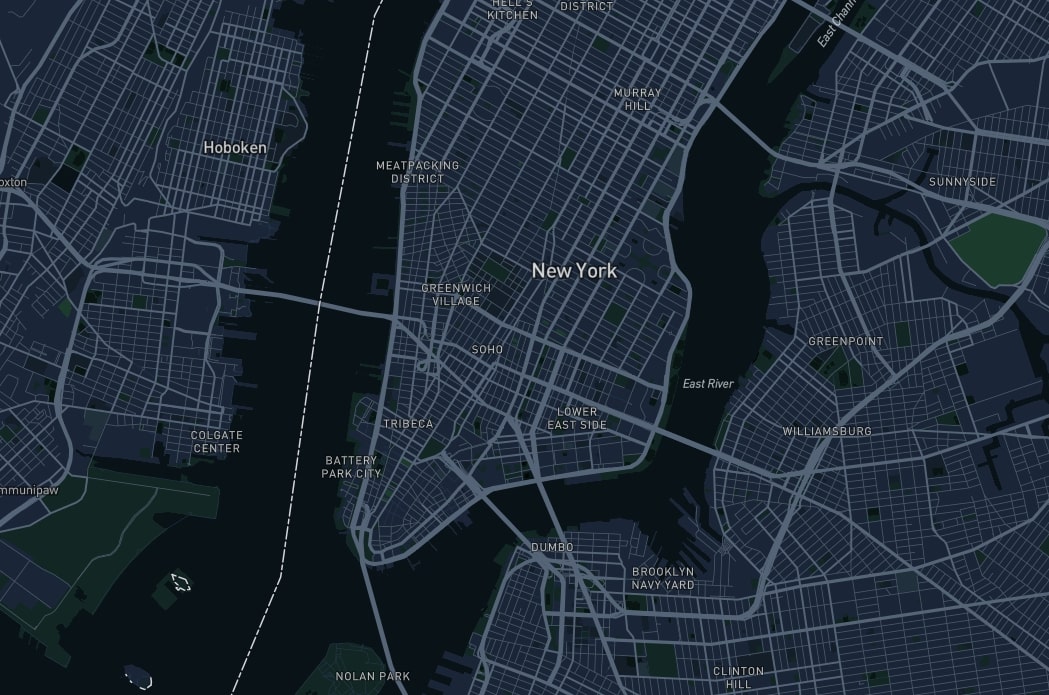 HELL'S
KITCHEN
DISTRICT
East Chann
MURRAY
HILL
Hoboken
MEATPACKING
DISTRICT
oxton
SUNNYSIDE
New York
GREENWICH
VILLAGE
SOHO
GREENPOINT
East River
LOWER
EAST SIDE
TRIBECA
WILLIAMSBURG
COLGATE
CENTER
BATTERY
PARK CITY
mmunipaw
DUMBO
BROOKLYN
NAVY YARD
NOLAN PARK
CLINTON
HILL